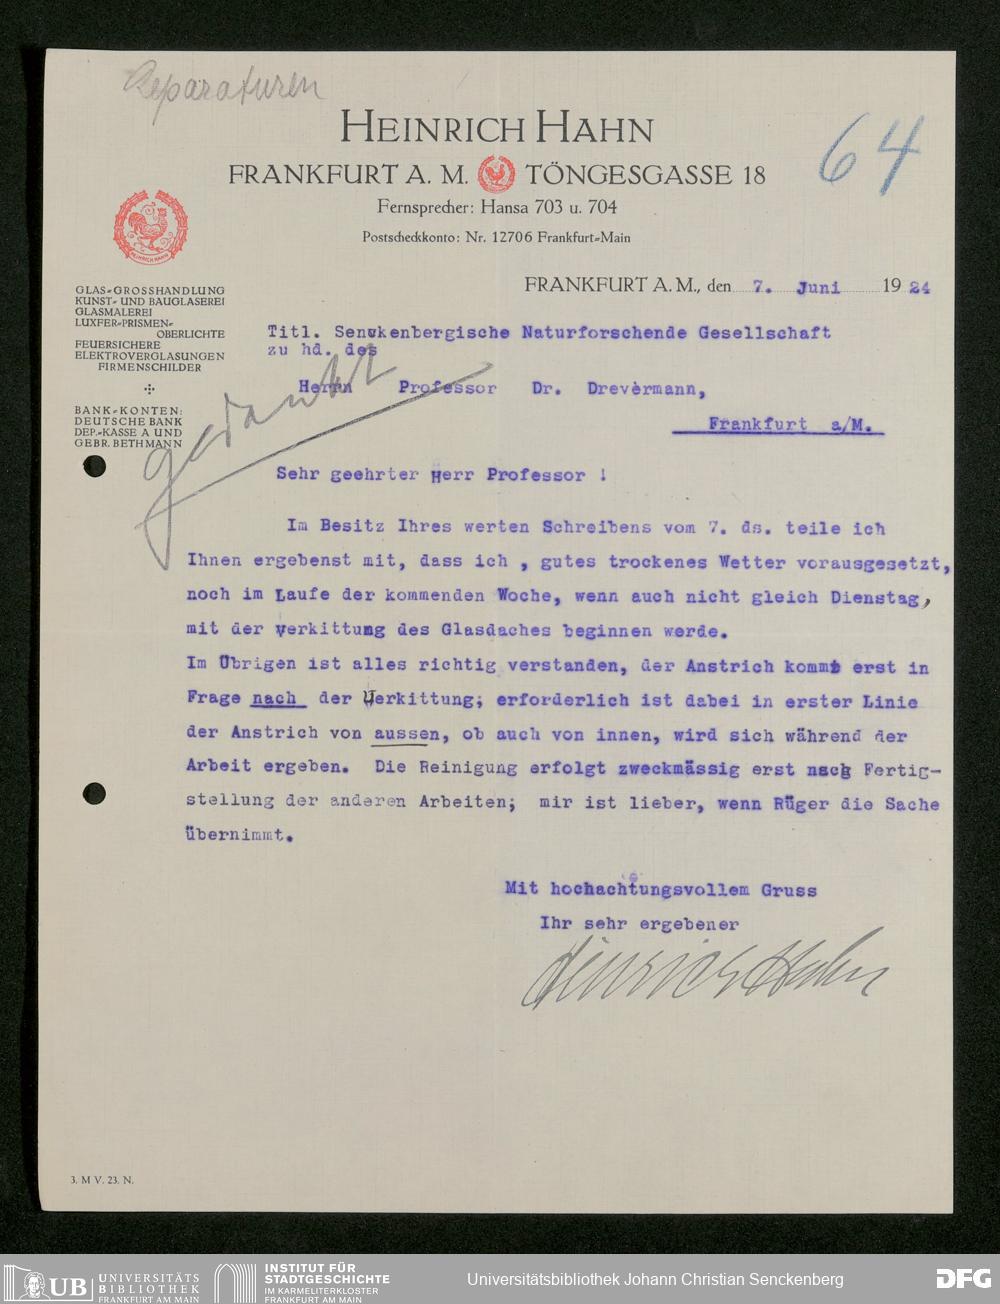 Reparaturen
64
HEINRICH HAHN
FRANKFURT A. M. TÖNGESGASSE 18
Fernsprecher: Hansa 703 u. 704
Postscheckkonto: Nr. 12706 Frankfurt-Main
HEINRICH HAHN
GLAS-GROSSHANDLUNG
KUNST- UND BAUGLASEREI
GLASMALEREI
LUXFER-PRISMEN-
OBERLICHTE
FEUERSICHERE
ELEKTROVERGLASUNGEN
FIRMENSCHILDER
BANK-KONTEN:
DEUTSCHE BANK
DEP.-KASSE A UND
GEBR. BETHMANN
FRANKFURT A. M., den 7. Juni 1924
Titl. Senckenbergische Naturforschende Gesellschaft
zu hd. des
Herrn Professor Dr. Drevermann,
Frankfurt a/M.
gedankt
Sehr geehrter Herr Professor !
Im Besitz Ihres werten Schreibens vom 7. ds. teile ich
Ihnen ergebenst mit, dass ich , gutes trockenes Wetter vorausgesetzt,
noch im Laufe der kommenden Woche, wenn auch nicht gleich Dienstag,
mit der Verkittung des Glasdaches beginnen werde.
Im Übrigen ist alles richtig verstanden, der Anstrich kommt erst in
Frage nach der Verkittung; erforderlich ist dabei in erster Linie
der Anstrich von aussen, ob auch von innen, wird sich während der
Arbeit ergeben. Die Reinigung erfolgt zweckmässig erst nach Fertig-
stellung der anderen Arbeiten; mir ist lieber, wenn Rüger die Sache
übernimmt.
Mit hochachtungsvollem Gruss
Ihr sehr ergebener
Heinrich Hahn
3. M V. 23. N.
UB UNIVERSITÄTS
BIBLIOTHEK
FRANKFURT AM MAIN
INSTITUT FÜR
STADTGESCHICHTE
IM KARMELITERKLOSTER
FRANKFURT AM MAIN
Universitätsbibliothek Johann Christian Senckenberg
DFG